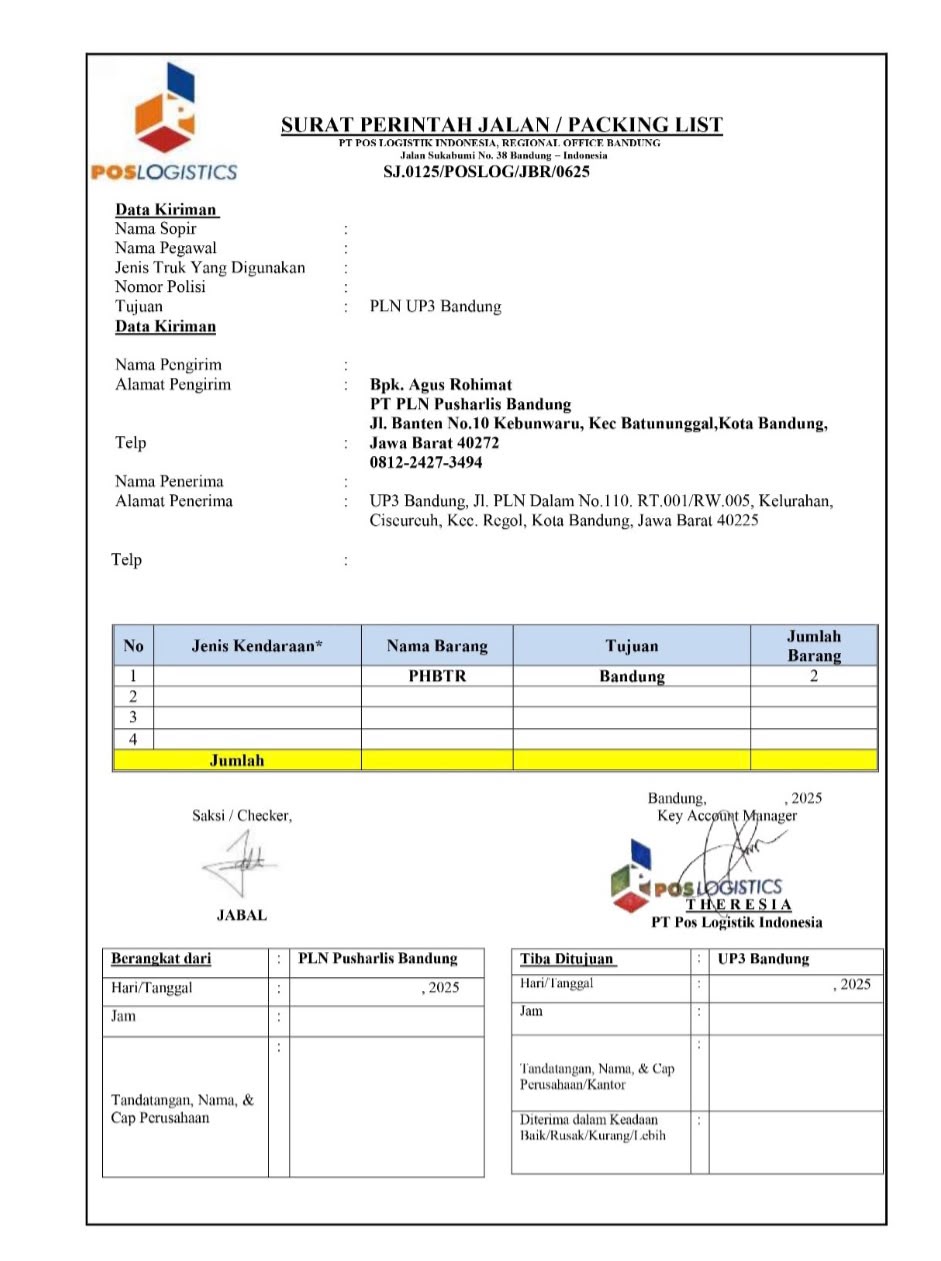 POSLOGISTICS
SURAT PERINTAH JALAN / PACKING LIST
PT POS LOGISTIK INDONESIA, REGIONAL OFFICE BANDUNG
Jalan Sukabumi No. 38 Bandung – Indonesia
SJ.0125/POSLOG/JBR/0625
Data Kiriman
Nama Sopir :
Nama Pegawal :
Jenis Truk Yang Digunakan :
Nomor Polisi :
Tujuan : PLN UP3 Bandung
Data Kiriman
Nama Pengirim :
Alamat Pengirim : Bpk. Agus Rohimat
PT PLN Pusharlis Bandung
Jl. Banten No.10 Kebunwaru, Kec Batununggal,Kota Bandung,
Telp : Jawa Barat 40272
0812-2427-3494
Nama Penerima :
Alamat Penerima : UP3 Bandung, Jl. PLN Dalam No.110. RT.001/RW.005, Kelurahan,
Ciseureuh, Kec. Regol, Kota Bandung, Jawa Barat 40225
Telp :
No Jenis Kendaraan* Nama Barang Tujuan Jumlah Barang
1 PHBTR Bandung 2
2
3
4
Jumlah
Bandung, , 2025
Saksi / Checker, Key Account Manager
POSLOGISTICS
JABAL THERESIA
PT Pos Logistik Indonesia
Berangkat dari : PLN Pusharlis Bandung
Hari/Tanggal : , 2025
Jam :
:
Tandatangan, Nama, &
Cap Perusahaan
Tiba Ditujuan : UP3 Bandung
Hari/Tanggal : , 2025
Jam :
:
Tandatangan, Nama, & Cap
Perusahaan/Kantor
Diterima dalam Keadaan :
Baik/Rusak/Kurang/Lebih